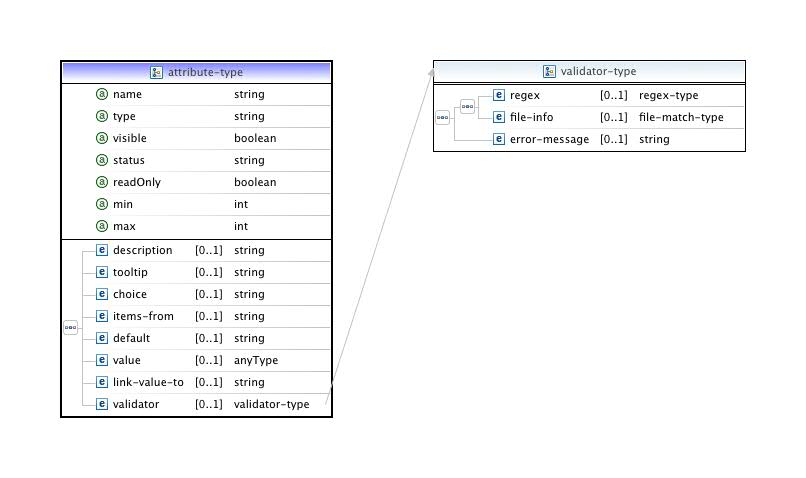 attribute-type
a name string
a type string
a visible boolean
a status string
a readOnly boolean
a min int
a max int
e description [0..1] string
e tooltip [0..1] string
e choice [0..1] string
e items-from [0..1] string
e default [0..1] string
e value [0..1] anyType
e link-value-to [0..1] string
e validator [0..1] validator-type
validator-type
e regex [0..1] regex-type
e file-info [0..1] file-match-type
e error-message [0..1] string